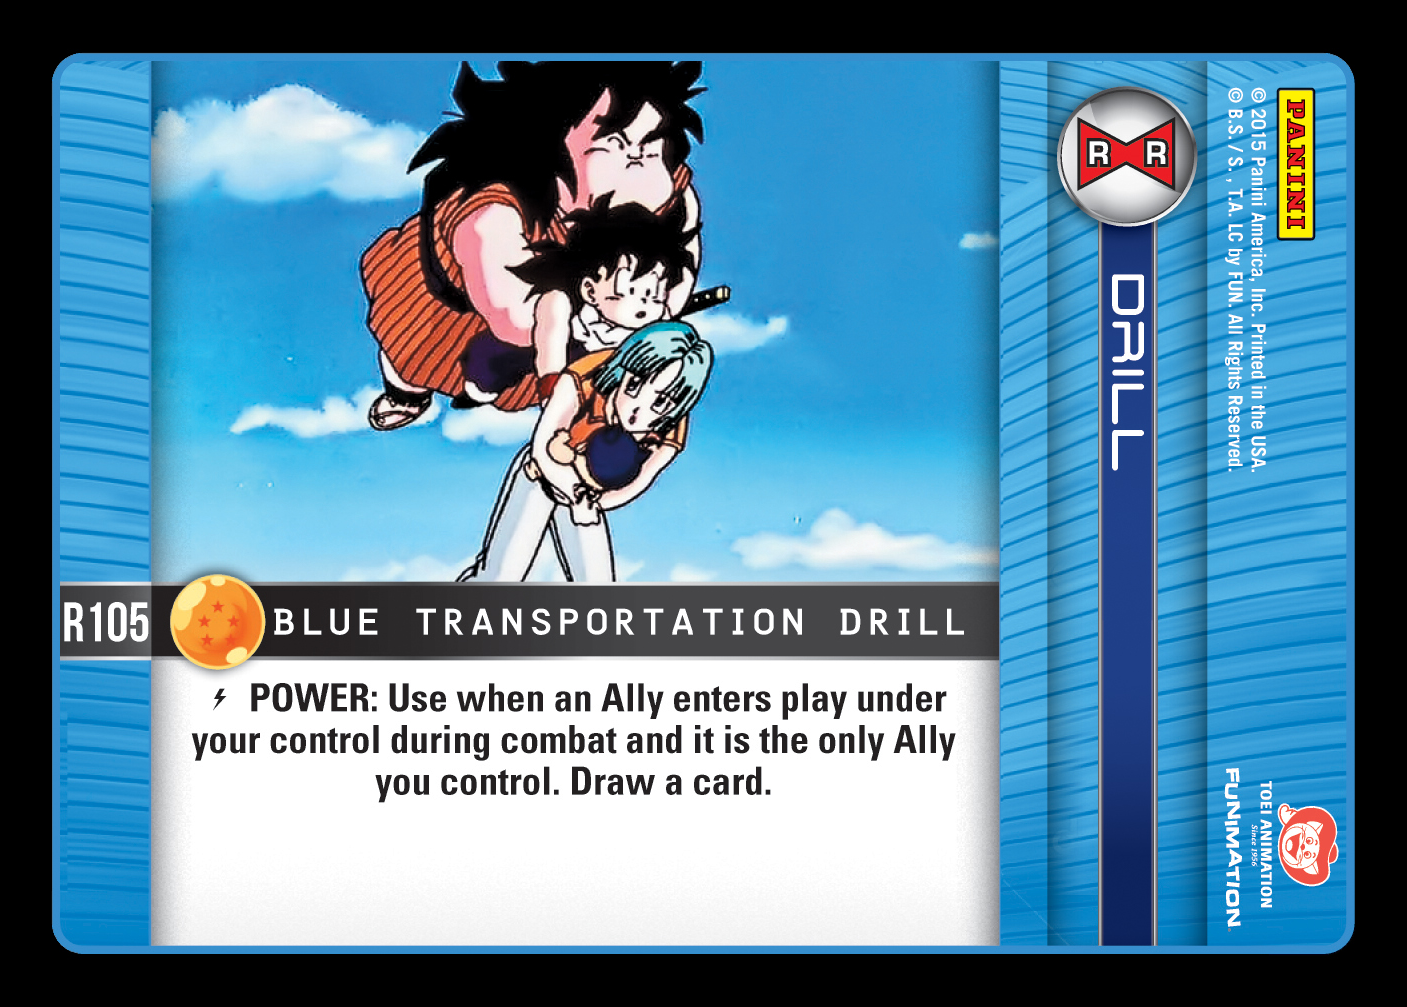 R105
BLUE TRANSPORTATION DRILL
POWER: Use when an Ally enters play under
your control during combat and it is the only Ally
you control. Draw a card.
R R
DRILL
PANINI
© 2015 Panini America, Inc. Printed in the USA.
© B.S. / S. , T.A. LC by FUN. All Rights Reserved.
TOEI ANIMATION
Since 1956
FUNIMATION